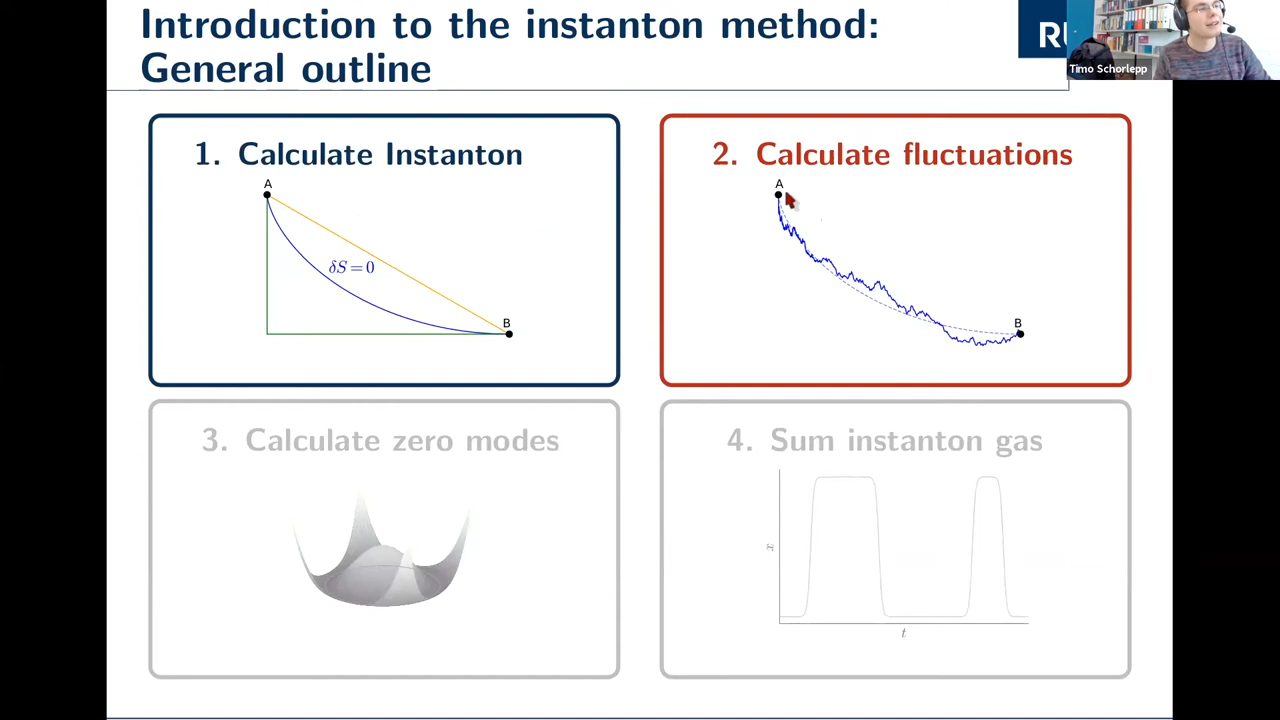 Introduction to the instanton method:
General outline
RU
Timo Schorlepp
1. Calculate Instanton
A
δS = 0
B
2. Calculate fluctuations
A
B
3. Calculate zero modes
4. Sum instanton gas
x
t